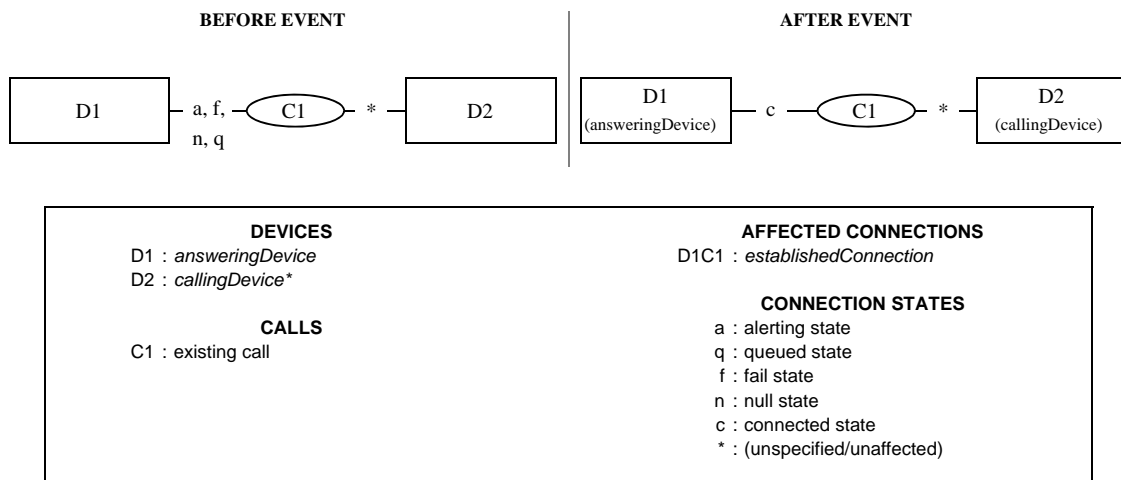 BEFORE EVENT
AFTER EVENT
D1 a, f, C1 * D2
n, q
D1
(answeringDevice)
c C1 *
D2
(callingDevice)
DEVICES
D1 : answeringDevice
D2 : callingDevice*
CALLS
C1 : existing call
AFFECTED CONNECTIONS
D1C1 : establishedConnection
CONNECTION STATES
a : alerting state
q : queued state
f : fail state
n : null state
c : connected state
* : (unspecified/unaffected)